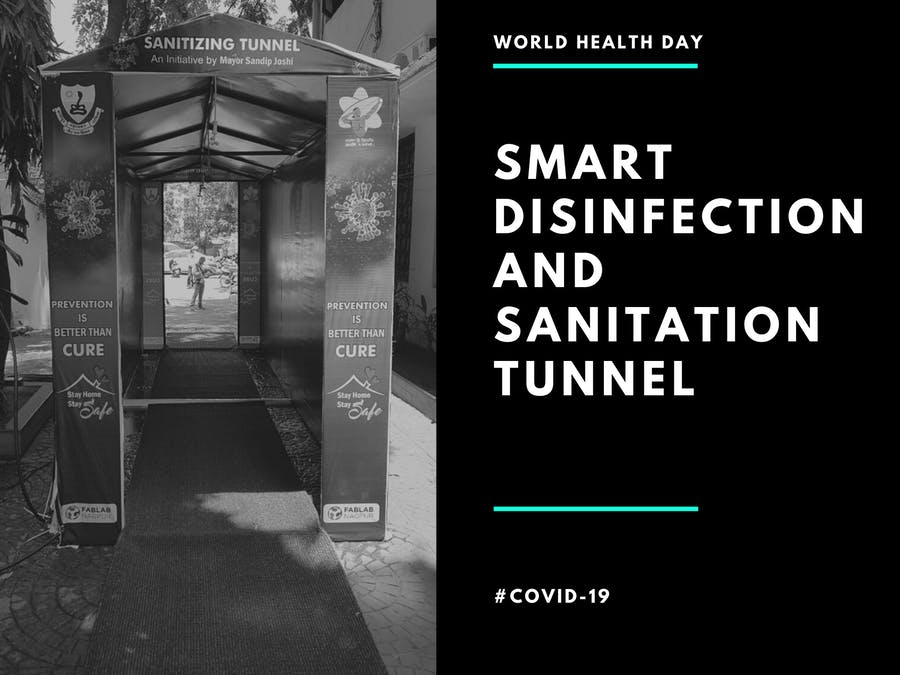 SANITIZING TUNNEL
An Initiative by Mayor Sandip Joshi
PREVENTION
IS
BETTER THAN
CURE
Stay Home
Stay Safe
FABLAB
NAGPUR
PREVENTION
IS
BETTER THAN
CURE
Stay Home
Stay Safe
FABLAB
NAGPUR
WORLD HEALTH DAY
SMART
DISINFECTION
AND
SANITATION
TUNNEL
#COVID-19